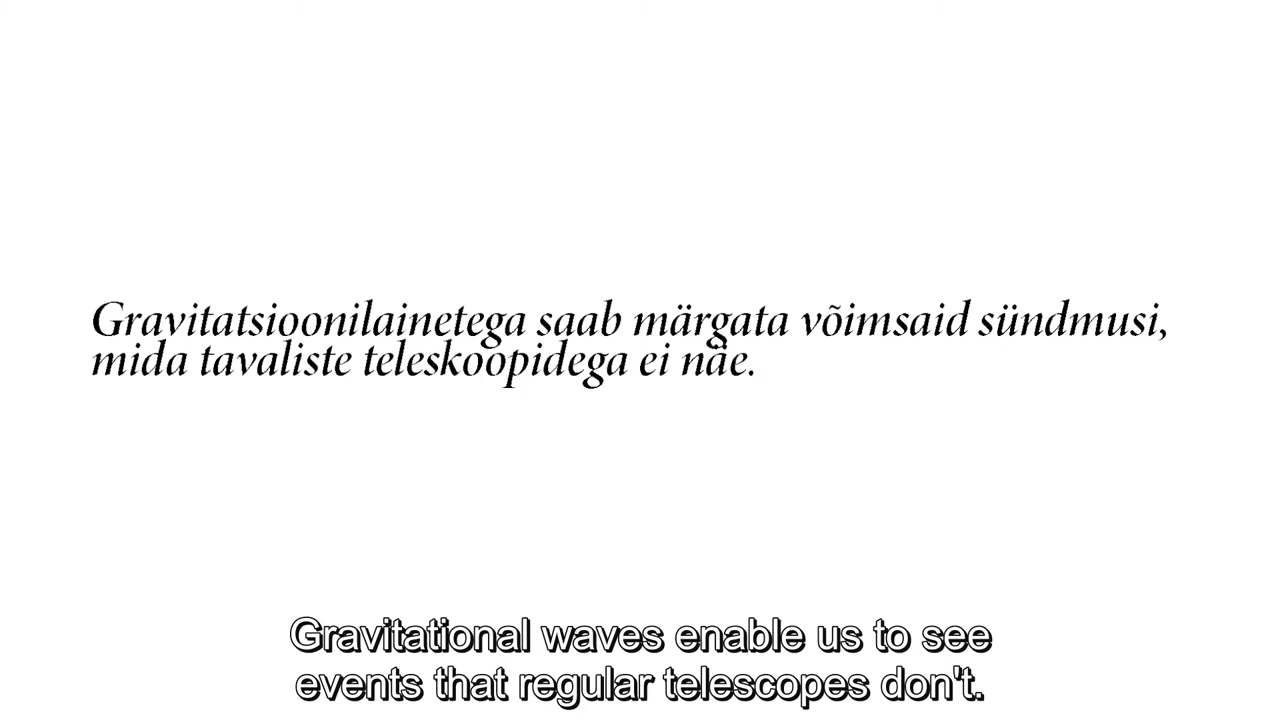 Gravitatsioonilainetega saab märgata võimsaid sündmusi,
mida tavaliste teleskoopidega ei näe.
Gravitational waves enable us to see
events that regular telescopes don't.